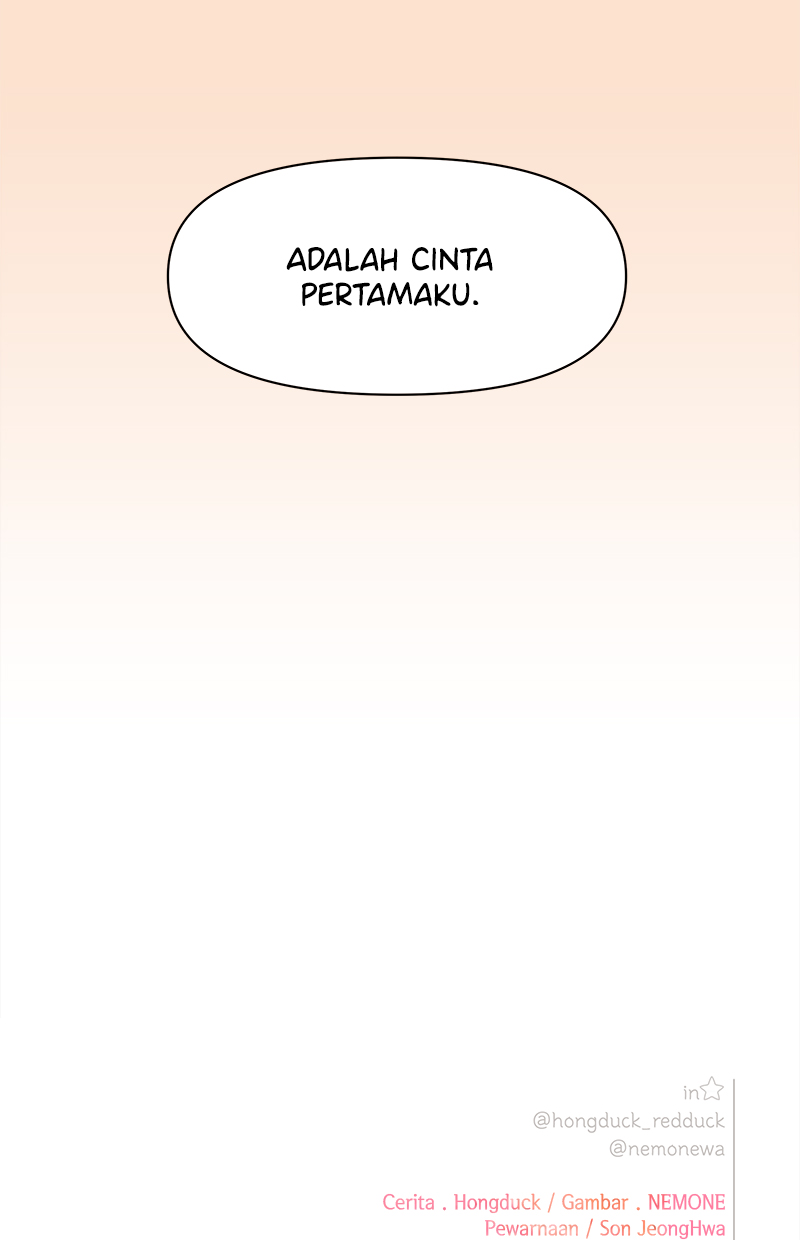 ADALAH CINTA
PERTAMAKU.
in☆
@hongduck_redduck
@nemonewa
Cerita . Hongduck / Gambar . NEMONE
Pewarnaan / Son JeongHwa